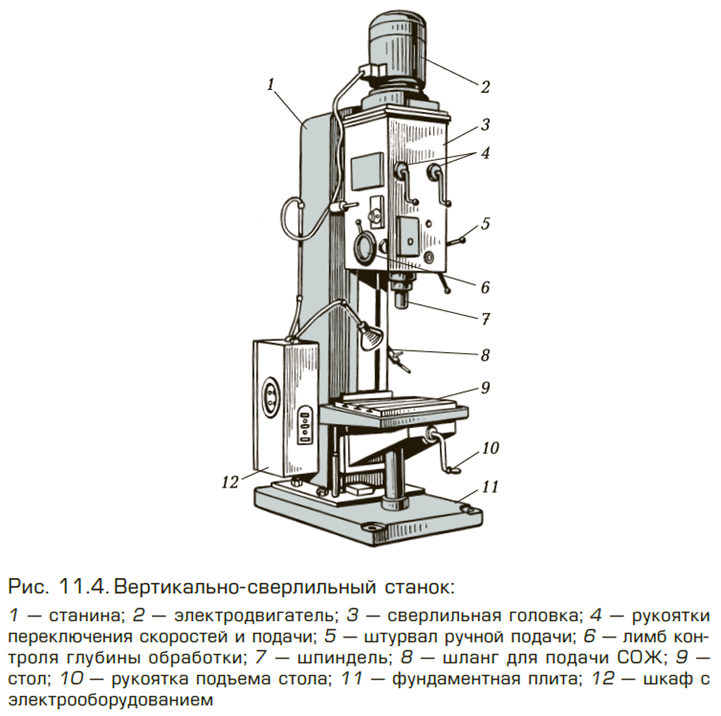 1
2
3
4
5
6
7
8
9
10
11
12
Рис. 11.4. Вертикально-сверлильный станок:
1 — станина; 2 — электродвигатель; 3 — сверлильная головка; 4 — рукоятки
переключения скоростей и подачи; 5 — штурвал ручной подачи; 6 — лимб кон-
троля глубины обработки; 7 — шпиндель; 8 — шланг для подачи СОЖ; 9 —
стол; 10 — рукоятка подъема стола; 11 — фундаментная плита; 12 — шкаф с
электрооборудованием